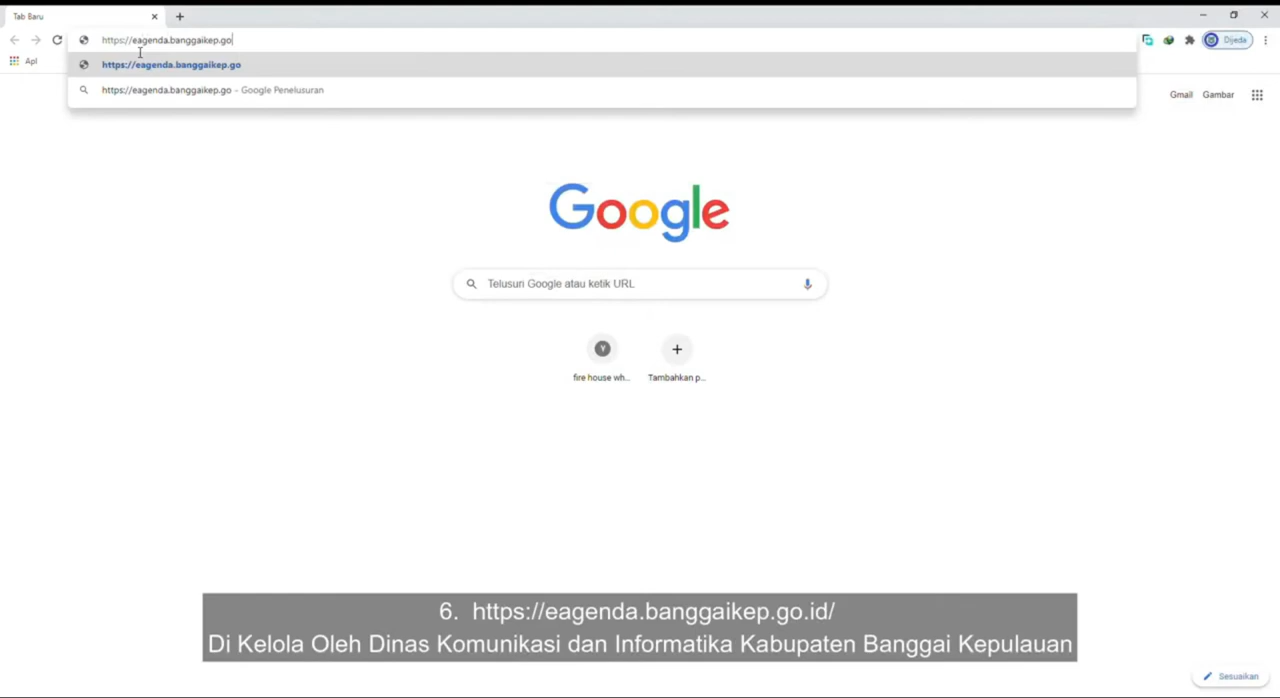 Tab Baru
https://eagenda.banggaikep.go
Dijeda
https://eagenda.banggaikep.go
Apl
https://eagenda.banggaikep.go - Google Penelusuran
Gmail Gambar
Google
Telusuri Google atau ketik URL
Y
fire house wh... Tambahkan p...
6. https://eagenda.banggaikep.go.id/
Di Kelola Oleh Dinas Komunikasi dan Informatika Kabupaten Banggai Kepulauan
Sesuaikan